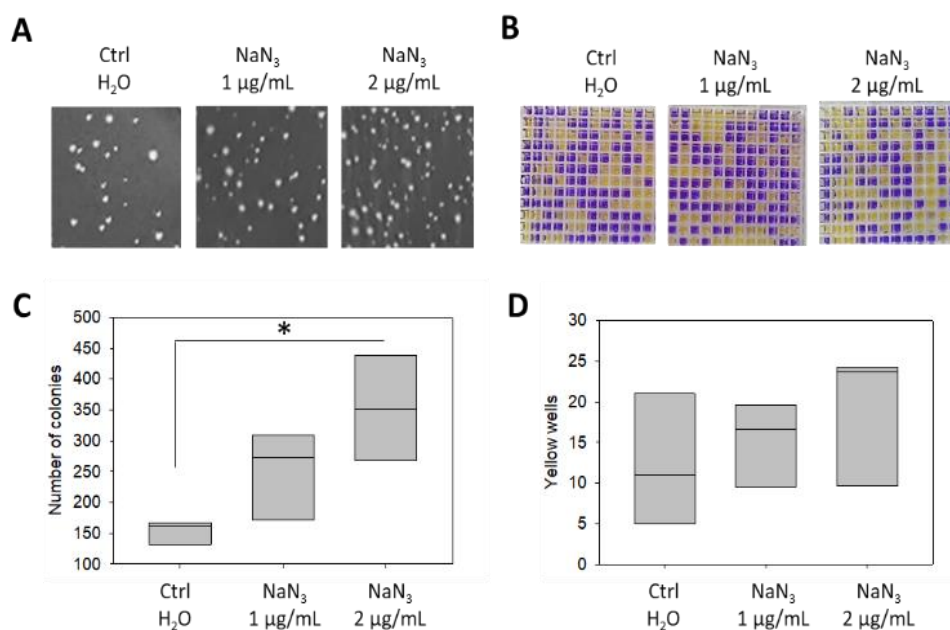 A
Ctrl
H₂O
NaN₃
1 µg/mL
NaN₃
2 µg/mL
B
Ctrl
H₂O
NaN₃
1 µg/mL
NaN₃
2 µg/mL
C
Number of colonies
500
450
400
350
300
250
200
150
100
*
Ctrl
H₂O
NaN₃
1 µg/mL
NaN₃
2 µg/mL
D
Yellow wells
30
25
20
15
10
5
0
Ctrl
H₂O
NaN₃
1 µg/mL
NaN₃
2 µg/mL